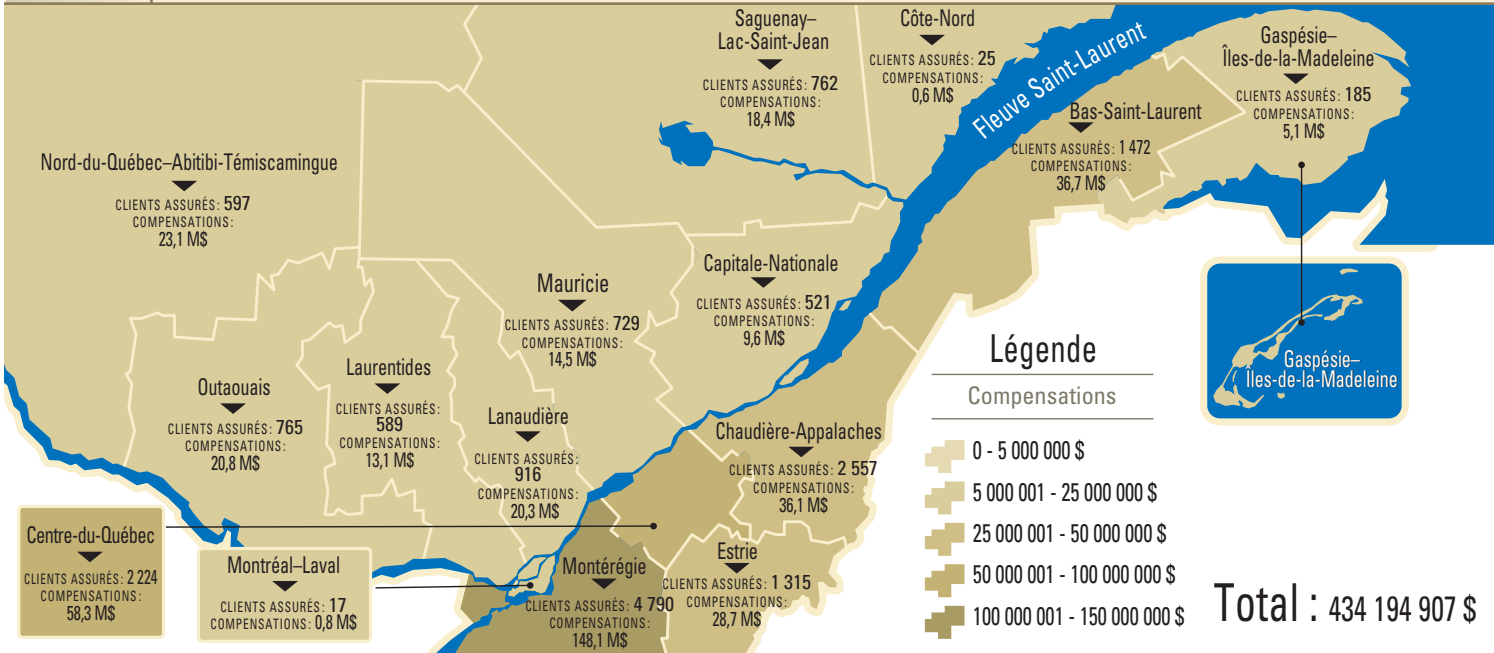 Saguenay–
Lac-Saint-Jean
CLIENTS ASSURÉS: 762
COMPENSATIONS:
18,4 M$
Côte-Nord
CLIENTS ASSURÉS: 25
COMPENSATIONS:
0,6 M$
Fleuve Saint-Laurent
Gaspésie–
Îles-de-la-Madeleine
CLIENTS ASSURÉS: 185
COMPENSATIONS:
5,1 M$
Bas-Saint-Laurent
CLIENTS ASSURÉS: 1 472
COMPENSATIONS:
36,7 M$
Nord-du-Québec–Abitibi-Témiscamingue
CLIENTS ASSURÉS: 597
COMPENSATIONS:
23,1 M$
Capitale-Nationale
CLIENTS ASSURÉS: 521
COMPENSATIONS:
9,6 M$
Mauricie
CLIENTS ASSURÉS: 729
COMPENSATIONS:
14,5 M$
Gaspésie–
Îles-de-la-Madeleine
Outaouais
CLIENTS ASSURÉS: 765
COMPENSATIONS:
20,8 M$
Laurentides
CLIENTS ASSURÉS:
589
COMPENSATIONS:
13,1 M$
Lanaudière
CLIENTS ASSURÉS:
916
COMPENSATIONS:
20,3 M$
Chaudière-Appalaches
CLIENTS ASSURÉS: 2 557
COMPENSATIONS:
36,1 M$
Centre-du-Québec
CLIENTS ASSURÉS: 2 224
COMPENSATIONS:
58,3 M$
Montréal–Laval
CLIENTS ASSURÉS: 17
COMPENSATIONS: 0,8 M$
Montérégie
CLIENTS ASSURÉS: 4 790
COMPENSATIONS:
148,1 M$
Estrie
CLIENTS ASSURÉS: 1 315
COMPENSATIONS:
28,7 M$
Légende
Compensations
0 - 5 000 000 $
5 000 001 - 25 000 000 $
25 000 001 - 50 000 000 $
50 000 001 - 100 000 000 $
100 000 001 - 150 000 000 $
Total : 434 194 907 $